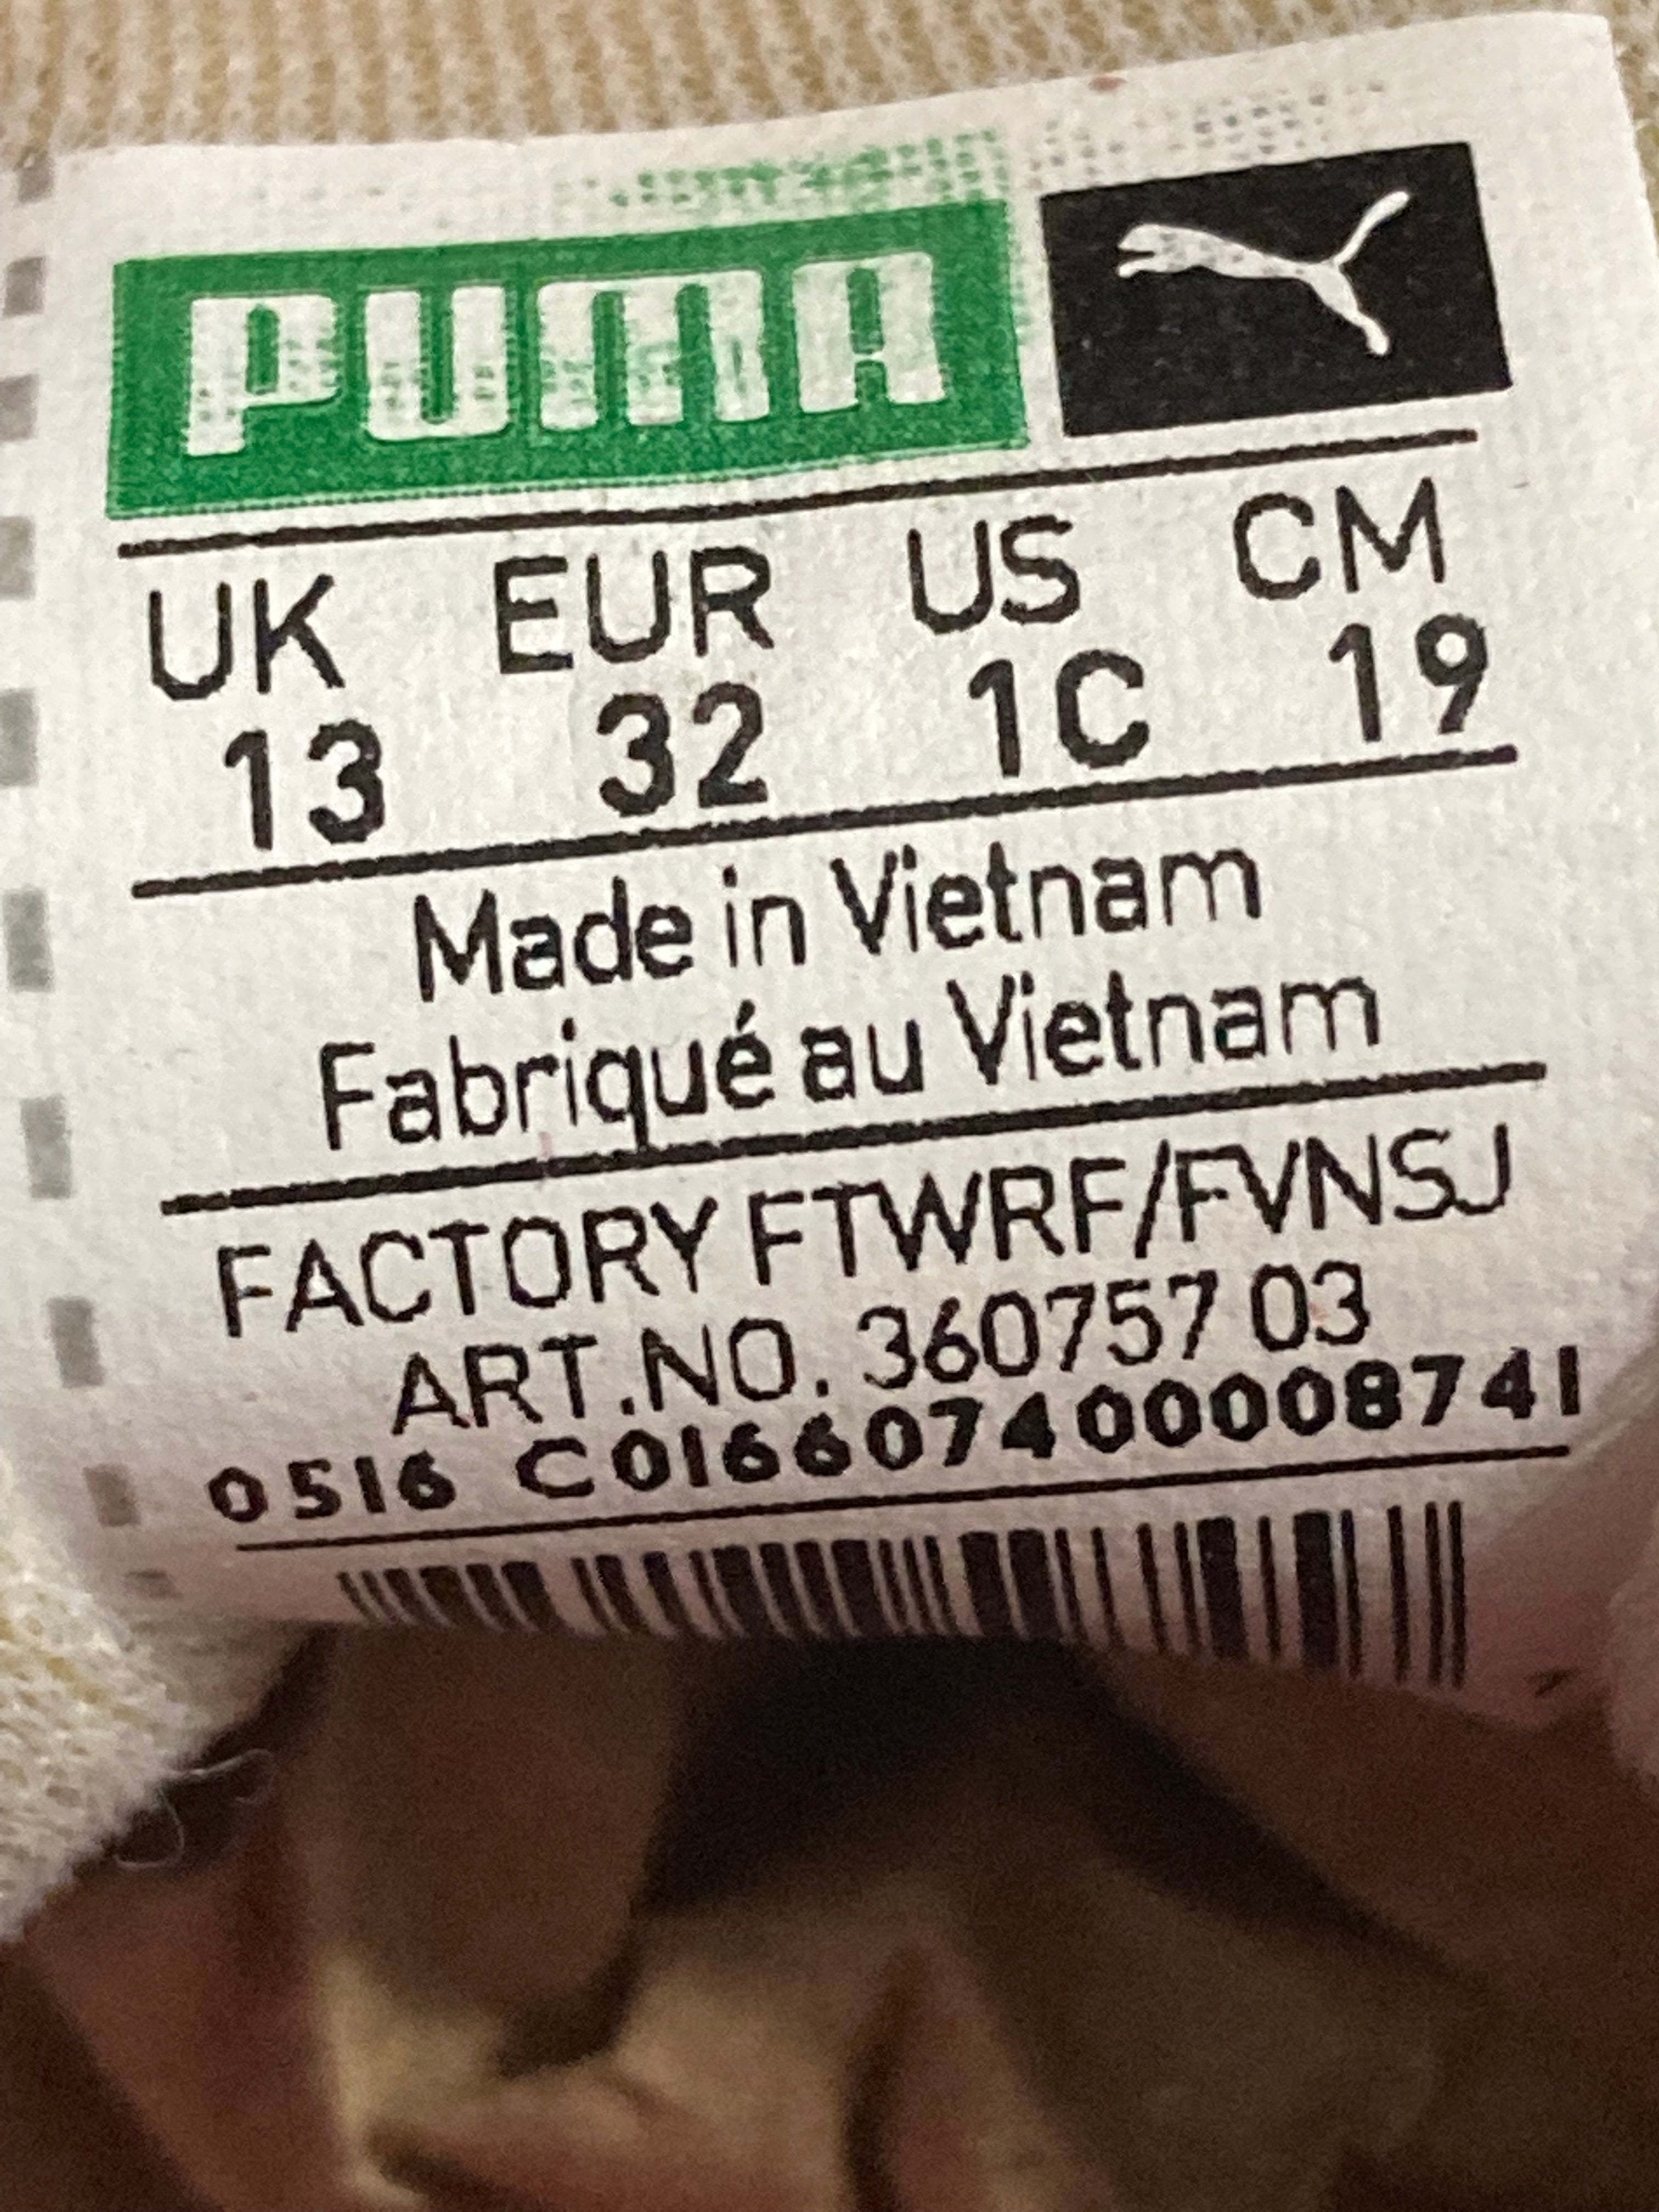 PUMA
UK EUR US CM
13 32 1C 19
Made in Vietnam
Fabriqué au Vietnam
FACTORY FTWRF/FVNSJ
ART.NO. 360757 03
0516 C016607400008741